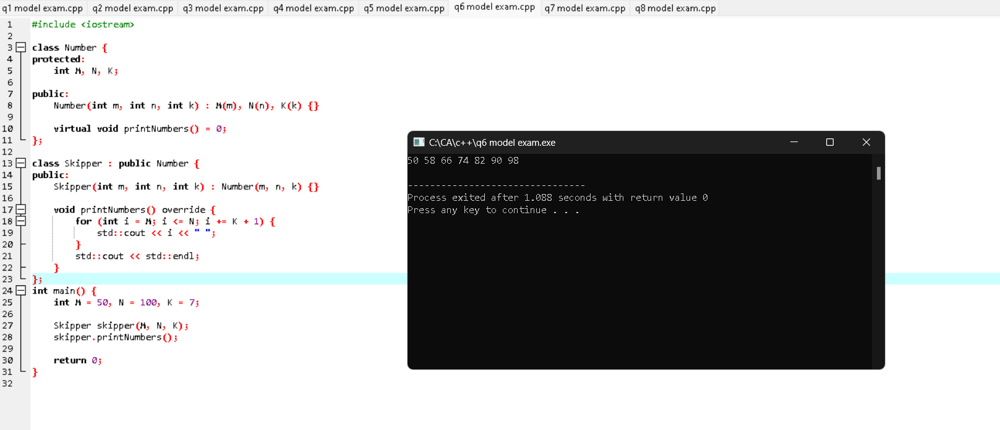 q1 model exam.cpp q2 model exam.cpp q3 model exam.cpp q4 model exam.cpp q5 model exam.cpp q6 model exam.cpp q7 model exam.cpp q8 model exam.cpp
1 #include <iostream>
2
3 class Number {
4 protected:
5     int M, N, K;
6
7 public:
8     Number(int m, int n, int k) : M(m), N(n), K(k) {}
9
10     virtual void printNumbers() = 0;
11 };
12
13 class Skipper : public Number {
14 public:
15     Skipper(int m, int n, int k) : Number(m, n, k) {}
16
17     void printNumbers() override {
18         for (int i = M; i <= N; i += K + 1) {
19             std::cout << i << " ";
20         }
21         std::cout << std::endl;
22     }
23 };
24 int main() {
25     int M = 50, N = 100, K = 7;
26
27     Skipper skipper(M, N, K);
28     skipper.printNumbers();
29
30     return 0;
31 }
32
C:\CA\c++\q6 model exam.exe
50 58 66 74 82 90 98
--------------------------------
Process exited after 1.088 seconds with return value 0
Press any key to continue . . .